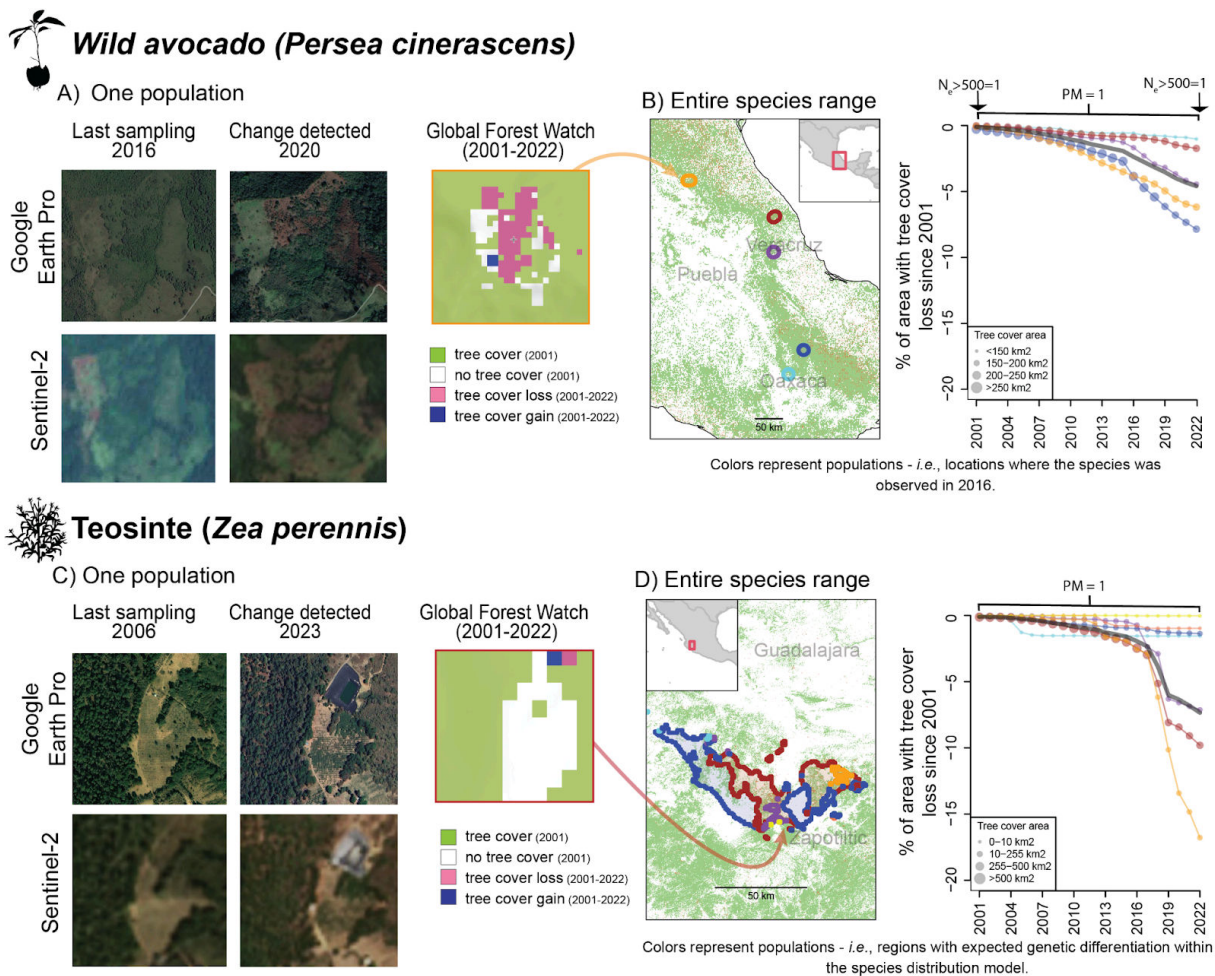 Wild avocado (Persea cinerascens)
A) One population
Last sampling
2016
Change detected
2020
Global Forest Watch
(2001-2022)
Google
Earth Pro
Sentinel-2
tree cover (2001)
no tree cover (2001)
tree cover loss (2001-2022)
tree cover gain (2001-2022)
B) Entire species range
Veracruz
Puebla
Oaxaca
50 km
Ne>500=1
PM = 1
Ne>500=1
% of area with tree cover
loss since 2001
0
−5
−10
−15
−20
Tree cover area
<150 km2
150−200 km2
200−250 km2
>250 km2
2001
2004
2007
2010
2013
2016
2019
2022
Colors represent populations - i.e., locations where the species was
observed in 2016.
Teosinte (Zea perennis)
C) One population
Last sampling
2006
Change detected
2023
Global Forest Watch
(2001-2022)
Google
Earth Pro
Sentinel-2
tree cover (2001)
no tree cover (2001)
tree cover loss (2001-2022)
tree cover gain (2001-2022)
D) Entire species range
Guadalajara
Zapotiltic
50 km
PM = 1
% of area with tree cover
loss since 2001
0
−5
−10
−15
−20
Tree cover area
0−10 km2
10−255 km2
255−500 km2
>500 km2
2001
2004
2007
2010
2013
2016
2019
2022
Colors represent populations - i.e., regions with expected genetic differentiation within
the species distribution model.